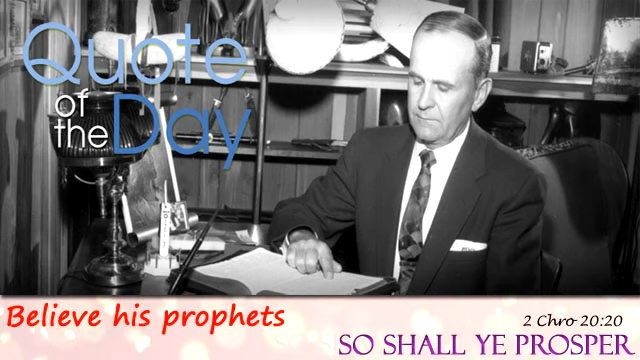 Quote
of
the Day
Believe his prophets
2 Chro 20:20
SO SHALL YE PROSPER